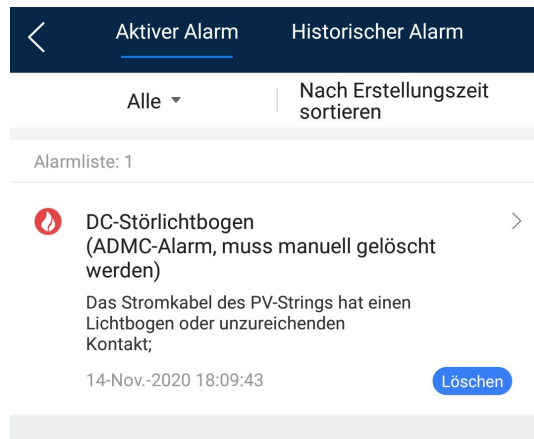 Aktiver Alarm Historischer Alarm
Alle Nach Erstellungszeit
sortieren
Alarmliste: 1
DC-Störlichtbogen
(ADMC-Alarm, muss manuell gelöscht
werden)
Das Stromkabel des PV-Strings hat einen
Lichtbogen oder unzureichenden
Kontakt;
14-Nov.-2020 18:09:43 Löschen